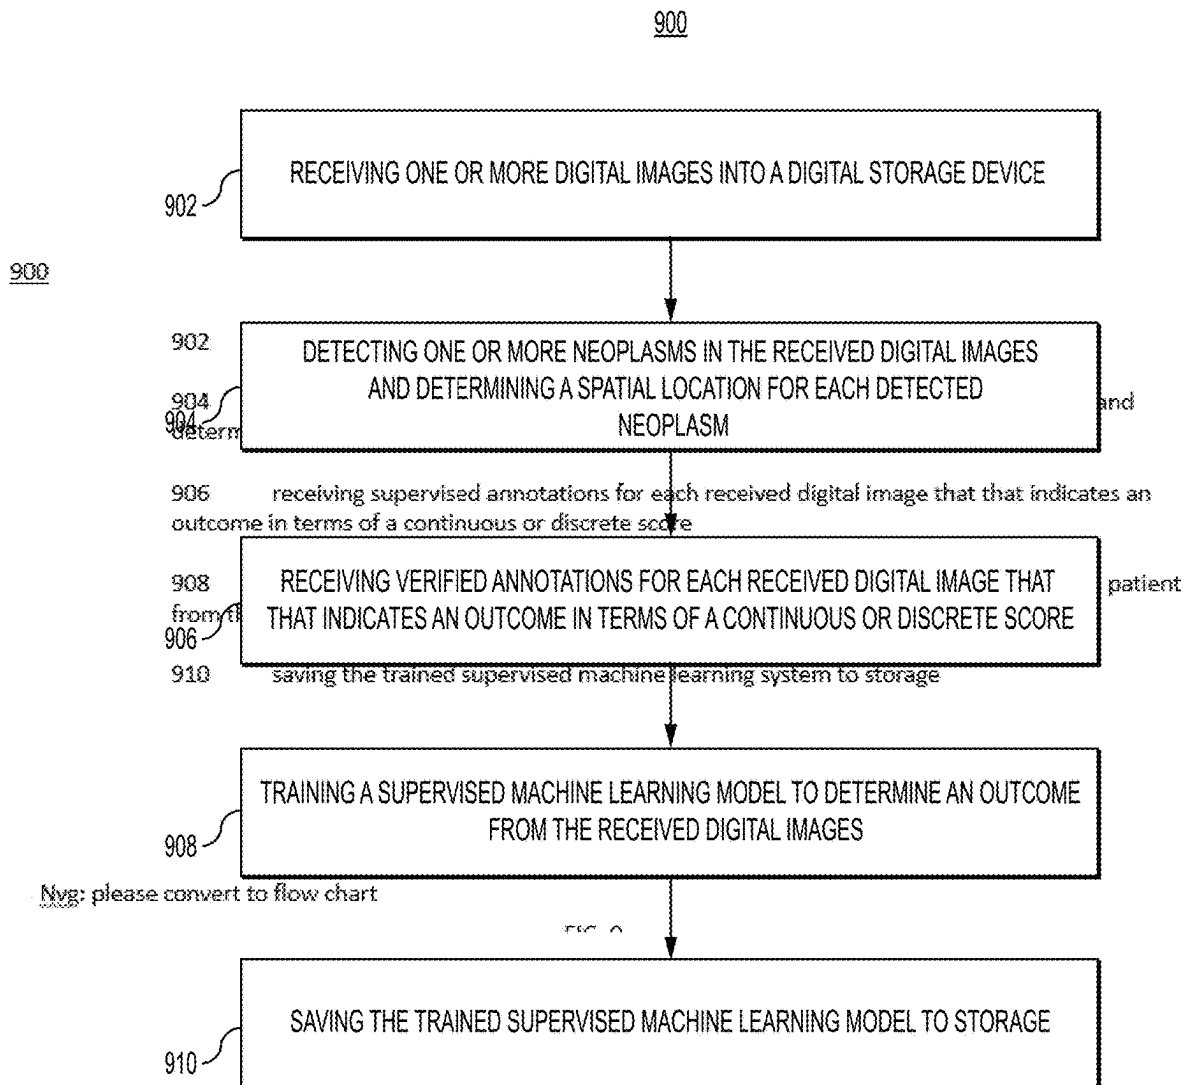 900
RECEIVING ONE OR MORE DIGITAL IMAGES INTO A DIGITAL STORAGE DEVICE
902
900
902
DETECTING ONE OR MORE NEOPLASMS IN THE RECEIVED DIGITAL IMAGES
AND DETERMINING A SPATIAL LOCATION FOR EACH DETECTED
NEOPLASM
904 and
904
determ
906 receiving supervised annotations for each received digital image that that indicates an
outcome in terms of a continuous or discrete score
RECEIVING VERIFIED ANNOTATIONS FOR EACH RECEIVED DIGITAL IMAGE THAT
THAT INDICATES AN OUTCOME IN TERMS OF A CONTINUOUS OR DISCRETE SCORE
908 patient
from th
906
910 saving the trained supervised machine learning system to storage
TRAINING A SUPERVISED MACHINE LEARNING MODEL TO DETERMINE AN OUTCOME
FROM THE RECEIVED DIGITAL IMAGES
908
Nvg: please convert to flow chart
SAVING THE TRAINED SUPERVISED MACHINE LEARNING MODEL TO STORAGE
910